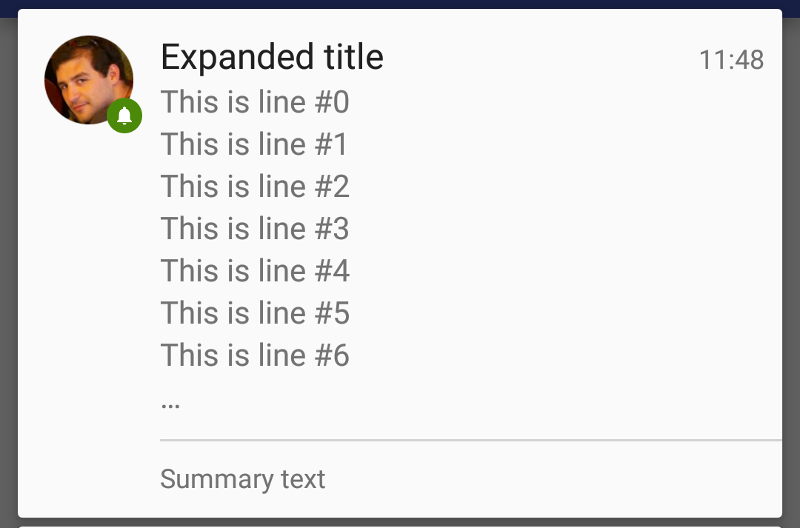 Expanded title 11:48
This is line #0
This is line #1
This is line #2
This is line #3
This is line #4
This is line #5
This is line #6
…
Summary text